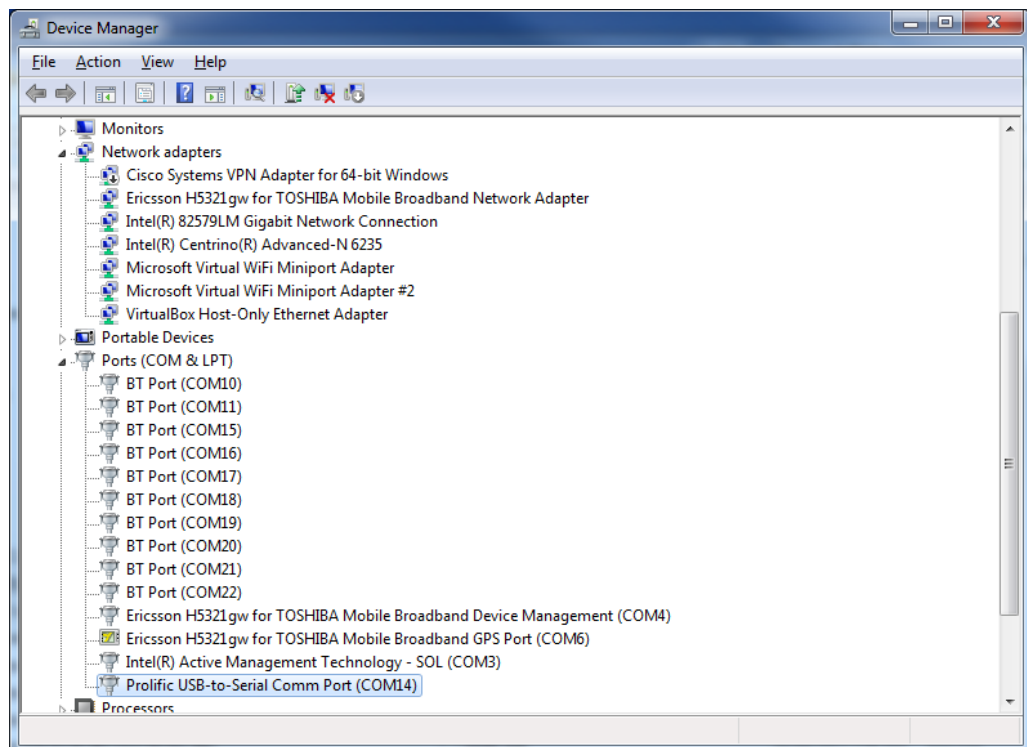 Device Manager
File Action View Help
Monitors
Network adapters
Cisco Systems VPN Adapter for 64-bit Windows
Ericsson H5321gw for TOSHIBA Mobile Broadband Network Adapter
Intel(R) 82579LM Gigabit Network Connection
Intel(R) Centrino(R) Advanced-N 6235
Microsoft Virtual WiFi Miniport Adapter
Microsoft Virtual WiFi Miniport Adapter #2
VirtualBox Host-Only Ethernet Adapter
Portable Devices
Ports (COM & LPT)
BT Port (COM10)
BT Port (COM11)
BT Port (COM15)
BT Port (COM16)
BT Port (COM17)
BT Port (COM18)
BT Port (COM19)
BT Port (COM20)
BT Port (COM21)
BT Port (COM22)
Ericsson H5321gw for TOSHIBA Mobile Broadband Device Management (COM4)
Ericsson H5321gw for TOSHIBA Mobile Broadband GPS Port (COM6)
Intel(R) Active Management Technology - SOL (COM3)
Prolific USB-to-Serial Comm Port (COM14)
Processors